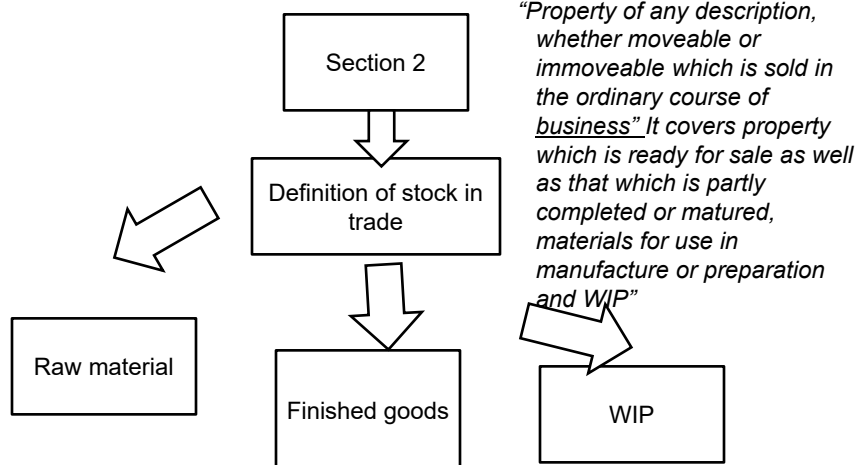 Section 2
“Property of any description,
whether moveable or
immoveable which is sold in
the ordinary course of
business” It covers property
which is ready for sale as well
as that which is partly
completed or matured,
materials for use in
manufacture or preparation
and WIP”
Definition of stock in
trade
Raw material
Finished goods
WIP